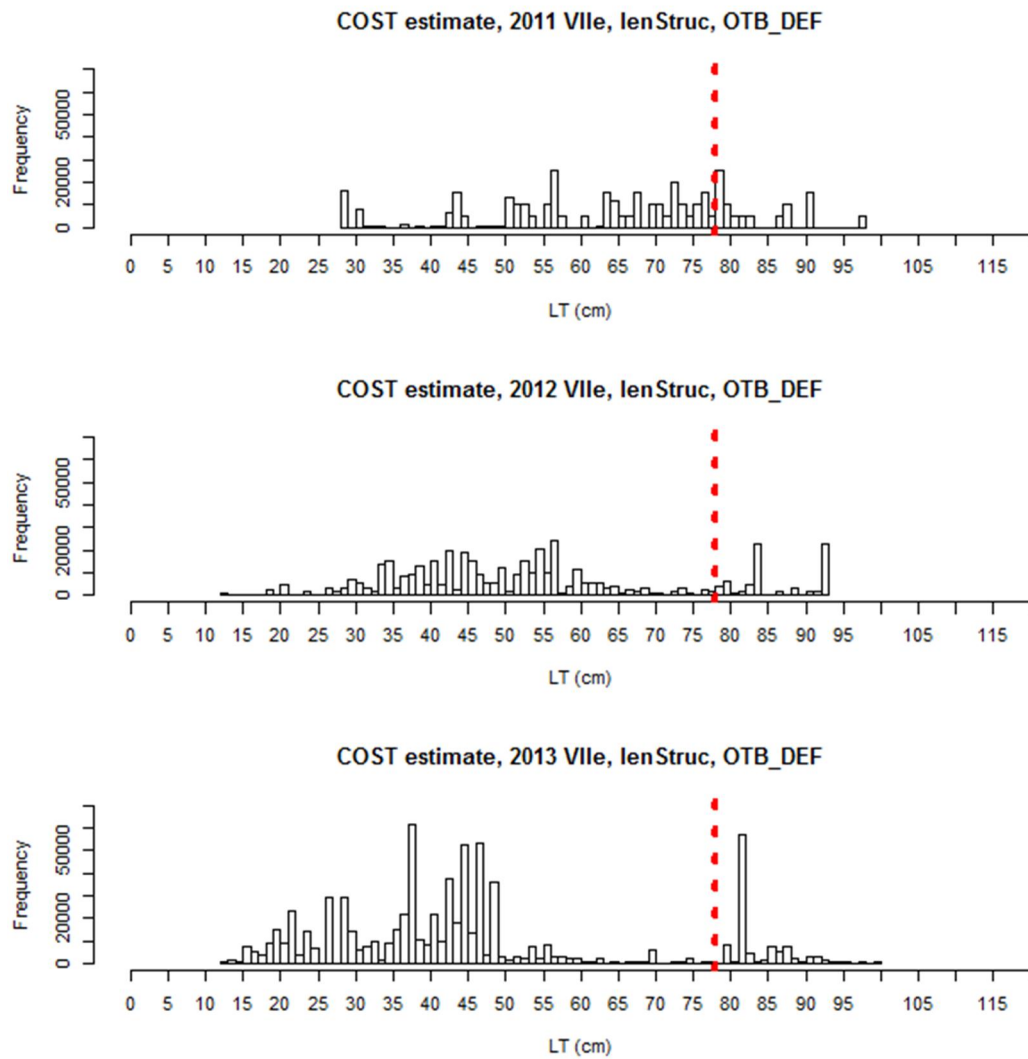 COST estimate, 2011 VIIe, lenStruc, OTB_DEF
Frequency
50000
20000
0
0 5 10 15 20 25 30 35 40 45 50 55 60 65 70 75 80 85 90 95 105 115
LT (cm)
COST estimate, 2012 VIIe, lenStruc, OTB_DEF
Frequency
50000
20000
0
0 5 10 15 20 25 30 35 40 45 50 55 60 65 70 75 80 85 90 95 105 115
LT (cm)
COST estimate, 2013 VIIe, lenStruc, OTB_DEF
Frequency
50000
20000
0
0 5 10 15 20 25 30 35 40 45 50 55 60 65 70 75 80 85 90 95 105 115
LT (cm)